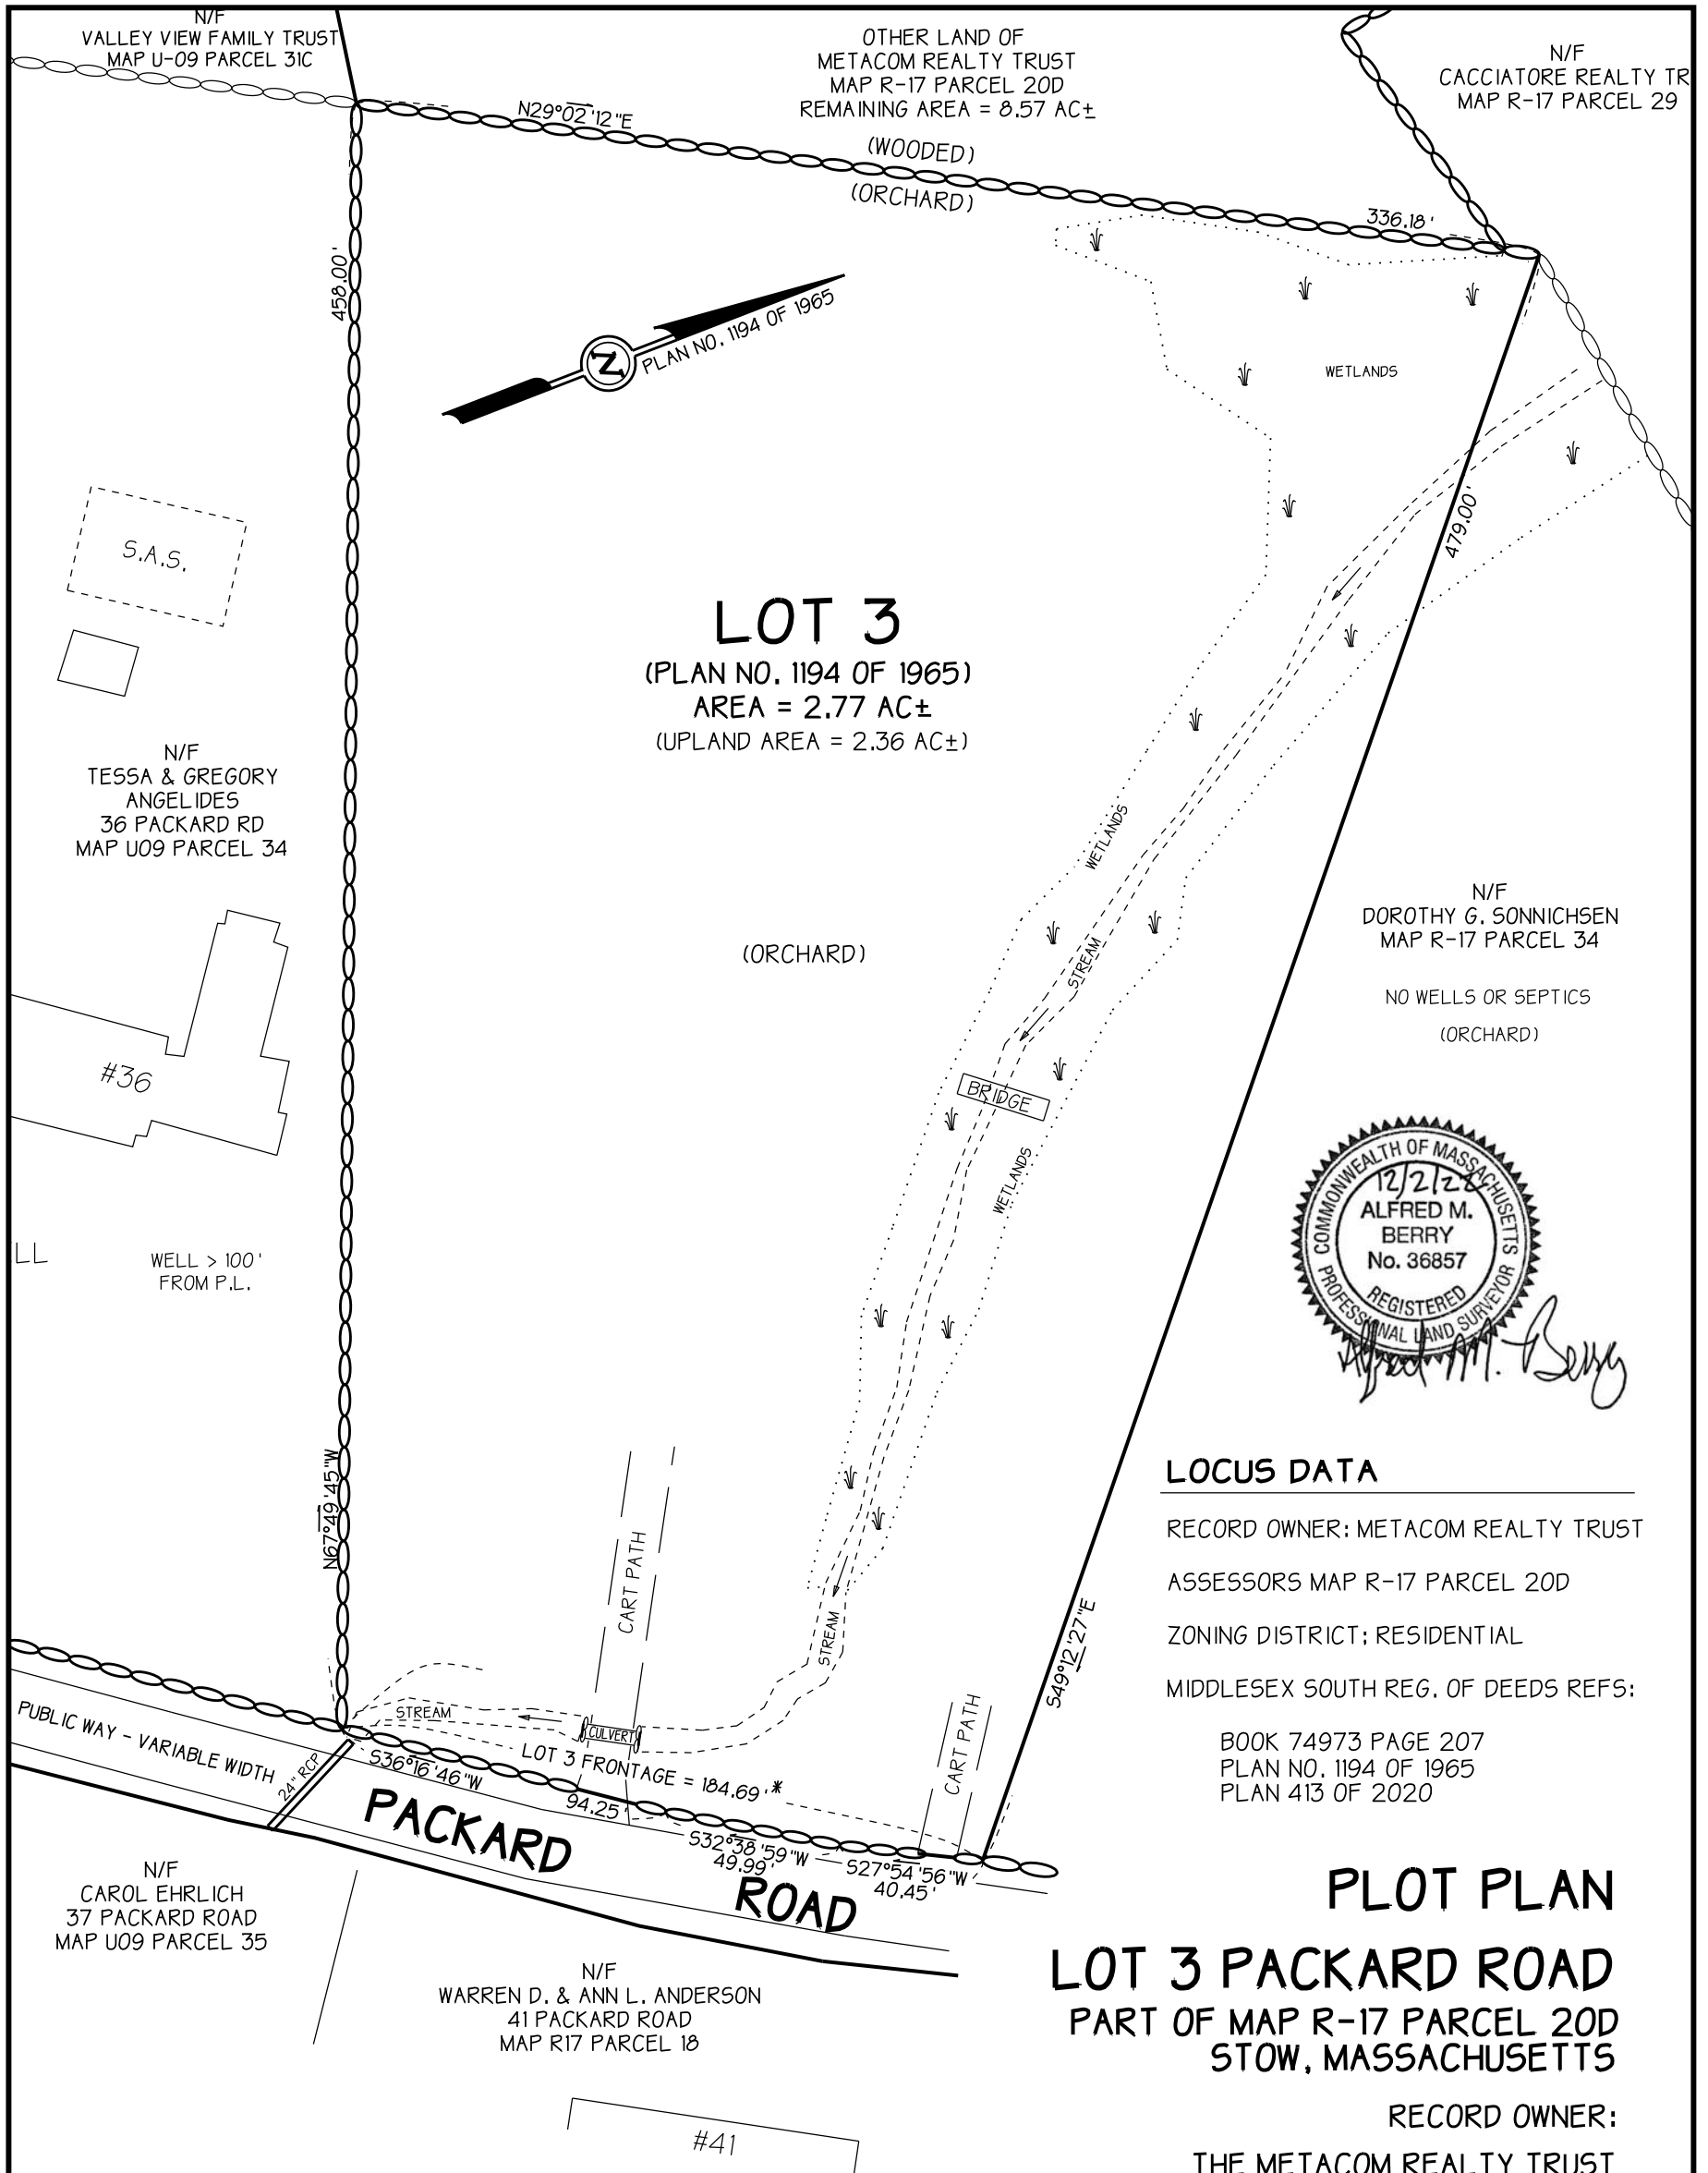 N/F
VALLEY VIEW FAMILY TRUST
MAP U-09 PARCEL 31C
OTHER LAND OF
METACOM REALTY TRUST
MAP R-17 PARCEL 20D
REMAINING AREA = 8.57 AC±
N/F
CACCIATORE REALTY TR
MAP R-17 PARCEL 29
N29°02'12"E
(WOODED)
(ORCHARD)
336.18'
458.00'
N
PLAN NO. 1194 OF 1965
WETLANDS
479.00'
S.A.S.
LOT 3
(PLAN NO. 1194 OF 1965)
AREA = 2.77 AC±
(UPLAND AREA = 2.36 AC±)
N/F
TESSA & GREGORY
ANGELIDES
36 PACKARD RD
MAP U09 PARCEL 34
WETLANDS
N/F
DOROTHY G. SONNICHSEN
MAP R-17 PARCEL 34
NO WELLS OR SEPTICS
(ORCHARD)
(ORCHARD)
STREAM
#36
BRIDGE
WETLANDS
COMMONWEALTH OF MASSACHUSETTS
12/2/22
ALFRED M.
BERRY
No. 36857
REGISTERED
PROFESSIONAL LAND SURVEYOR
Alfred M. Berry
LL
WELL > 100'
FROM P.L.
N67°49'45"W
CART PATH
STREAM
S49°12'27"E
LOCUS DATA
RECORD OWNER: METACOM REALTY TRUST
ASSESSORS MAP R-17 PARCEL 20D
ZONING DISTRICT: RESIDENTIAL
MIDDLESEX SOUTH REG. OF DEEDS REFS:
BOOK 74973 PAGE 207
PLAN NO. 1194 OF 1965
PLAN 413 OF 2020
STREAM
CULVERT
CART PATH
PUBLIC WAY - VARIABLE WIDTH
24" RCP
LOT 3 FRONTAGE = 184.69'*
S36°16'46"W
94.25'
S32°38'59"W
49.99'
S27°54'56"W
40.45'
PACKARD
ROAD
N/F
CAROL EHRLICH
37 PACKARD ROAD
MAP U09 PARCEL 35
N/F
WARREN D. & ANN L. ANDERSON
41 PACKARD ROAD
MAP R17 PARCEL 18
#41
PLOT PLAN
LOT 3 PACKARD ROAD
PART OF MAP R-17 PARCEL 20D
STOW, MASSACHUSETTS
RECORD OWNER:
THE METACOM REALTY TRUST